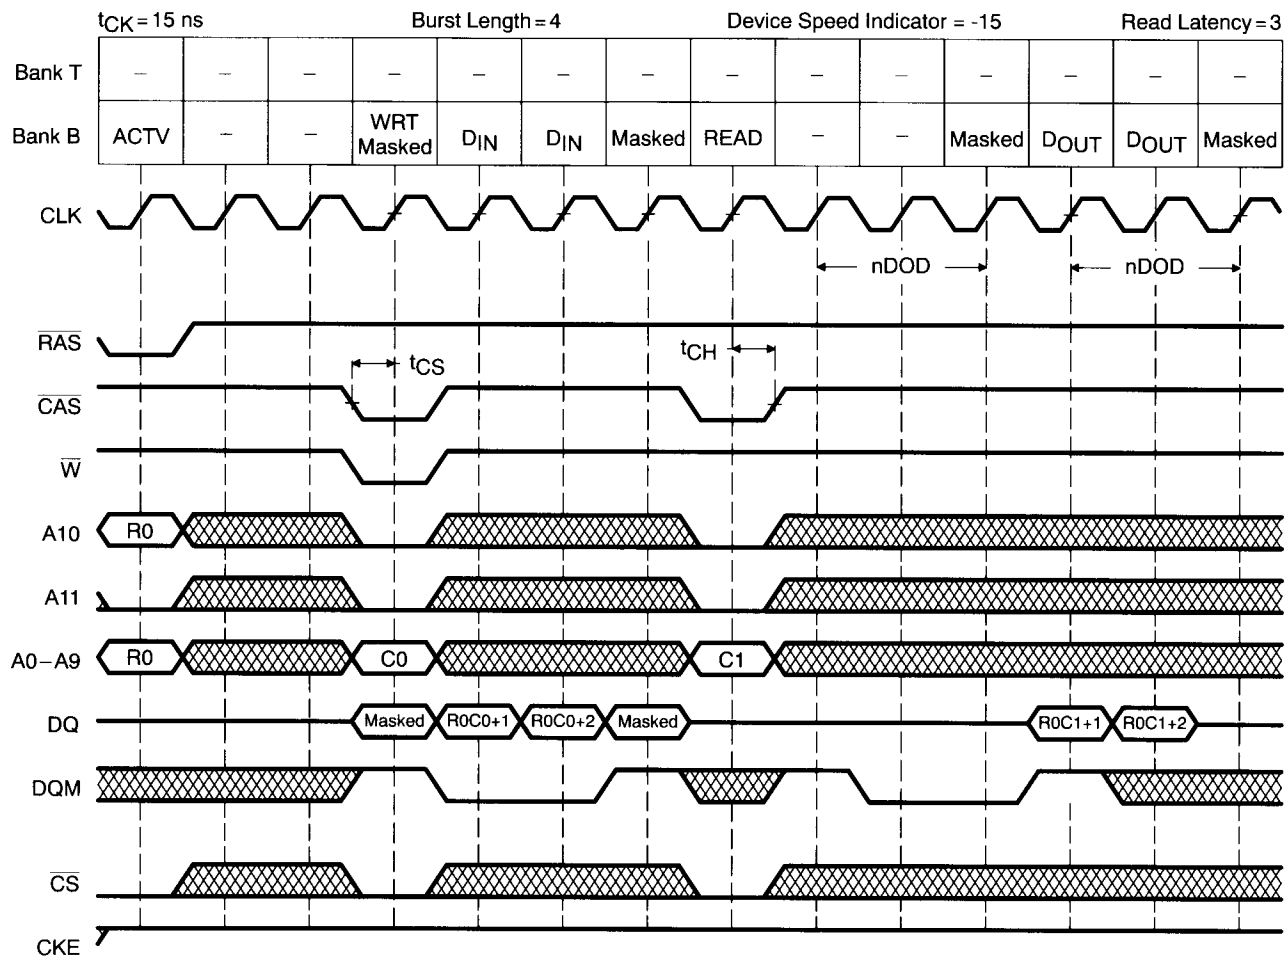 tCK = 15 ns Burst Length = 4 Device Speed Indicator = -15 Read Latency = 3
Bank T – – – – – – – – – – – – – –
Bank B ACTV – – WRT Masked DIN DIN Masked READ – – Masked DOUT DOUT Masked
CLK
nDOD nDOD
RAS
tCS tCH
CAS
W
A10 R0
A11
A0–A9 R0 C0 C1
DQ Masked R0C0+1 R0C0+2 Masked R0C1+1 R0C1+2
DQM
CS
CKE